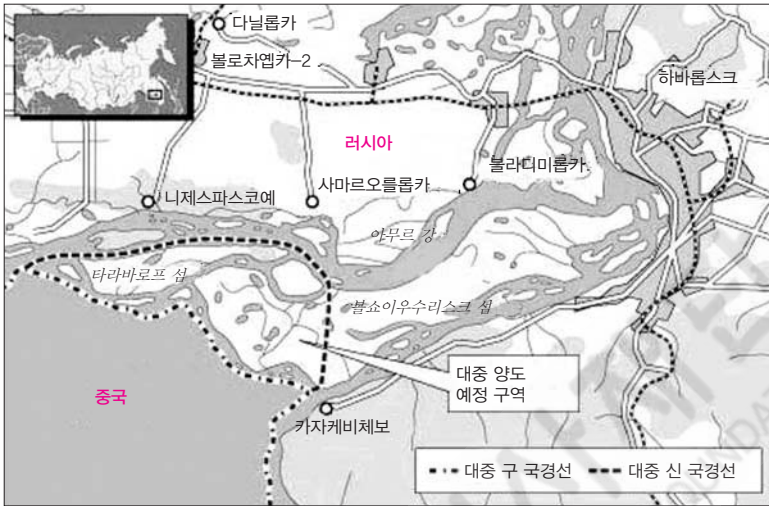 다닐롭카
볼로차엡카-2
하바롭스크
러시아
블라디미롭카
사마르오를롭카
니제스파스코예
아무르 강
타라바로프 섬
볼쇼이우수리스크 섬
대중 양도
예정 구역
중국
카자케비체보
대중 구 국경선 대중 신 국경선